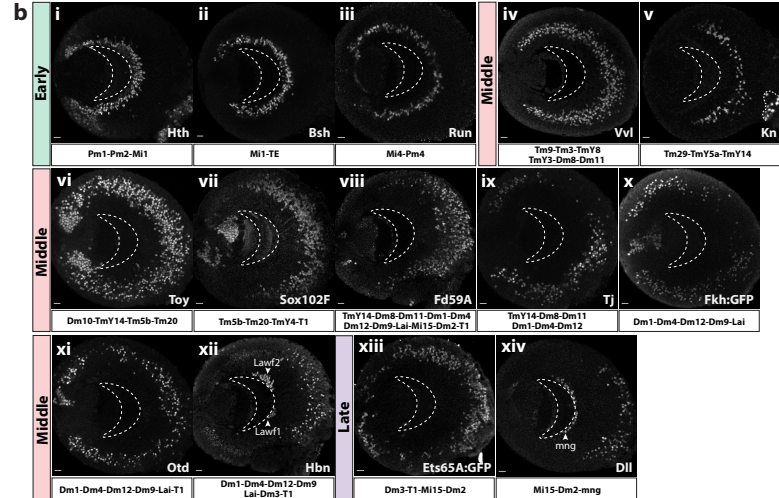 b
Early
i
Hth
Pm1-Pm2-Mi1
ii
Bsh
Mi1-TE
iii
Run
Mi4-Pm4
Middle
iv
Vvl
Tm9-Tm3-TmY8
TmY3-Dm8-Dm11
v
Kn
Tm29-TmY5a-TmY14
Middle
vi
Toy
Dm10-TmY14-Tm5b-Tm20
vii
Sox102F
Tm5b-Tm20-TmY4-T1
viii
Fd59A
TmY14-Dm8-Dm11-Dm1-Dm4
Dm12-Dm9-Lai-Mi15-Dm2-T1
ix
Tj
TmY14-Dm8-Dm11
Dm1-Dm4-Dm12
x
Fkh:GFP
Dm1-Dm4-Dm12-Dm9-Lai
Middle
xi
Otd
Dm1-Dm4-Dm12-Dm9-Lai-T1
xii
Lawf2
Lawf1
Hbn
Dm1-Dm4-Dm12-Dm9
Lai-Dm3-T1
Late
xiii
Ets65A:GFP
Dm3-T1-Mi15-Dm2
xiv
mng
Dll
Mi15-Dm2-mng